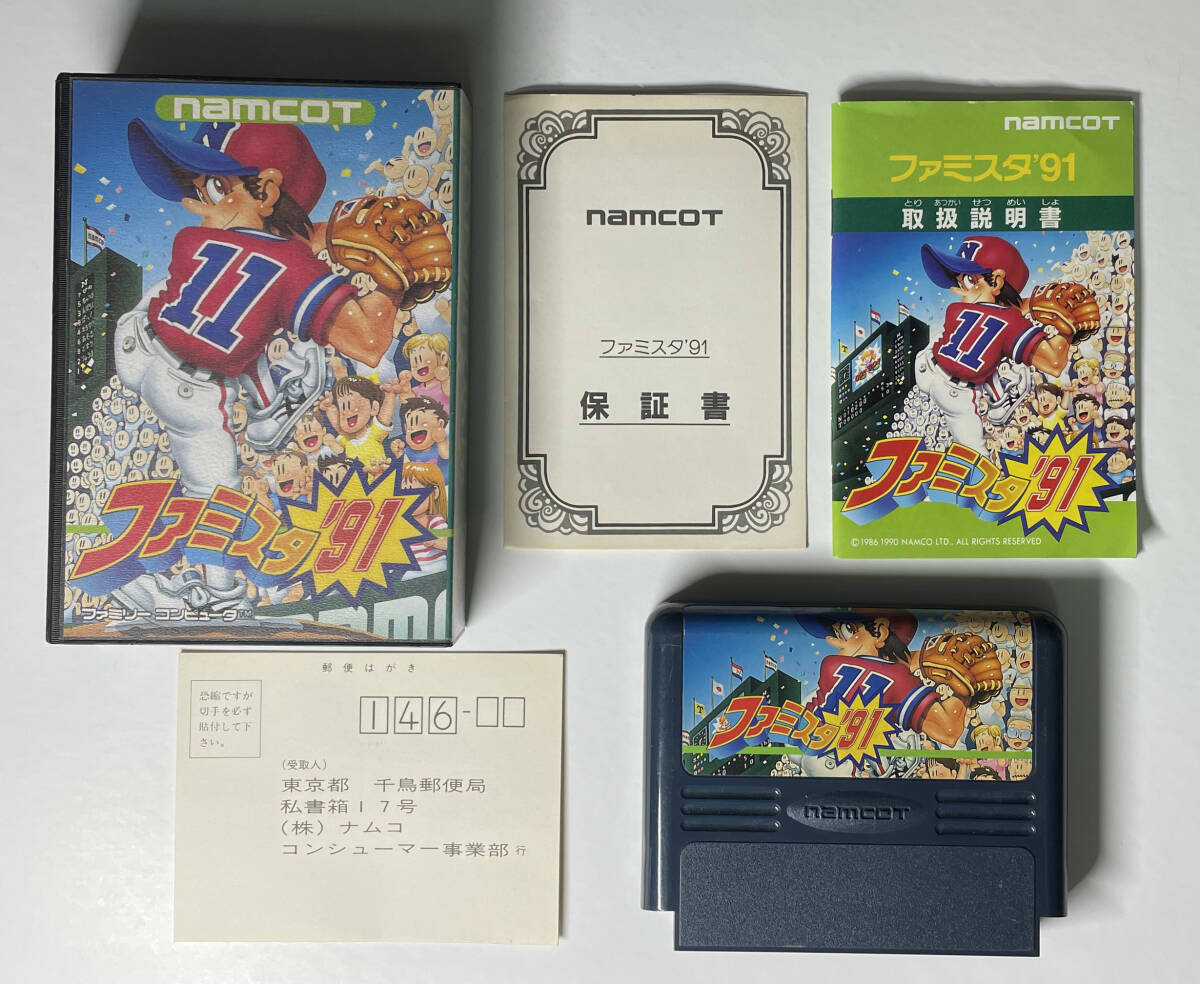 namcoT
11
ファミスタ'91
ファミリー コンピュータ™
namcoT
ファミスタ'91
保証書
namcoT
ファミスタ'91
とり あつかい せつ めい しょ
取扱説明書
11
ファミスタ'91
©1986 1990 NAMCO LTD., ALL RIGHTS RESERVED
郵便はがき
恐縮ですが
切手を必ず
貼付して下
さい。
146-
(受取人)
東京都 千鳥郵便局
私書箱17号
(株)ナムコ
コンシューマー事業部 行
11
ファミスタ'91
namcoT